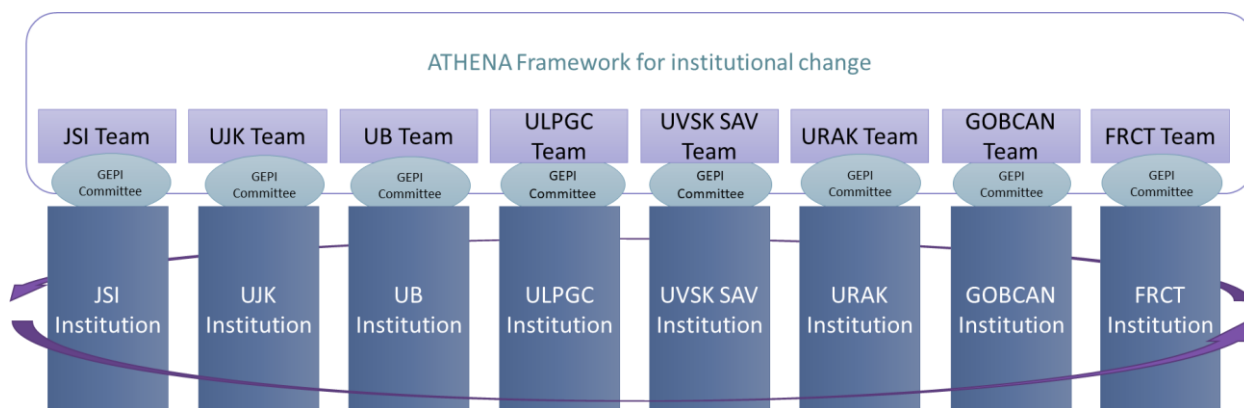 ATHENA Framework for institutional change
JSI Team
UJK Team
UB Team
ULPGC
Team
UVSK SAV
Team
URAK Team
GOBCAN
Team
FRCT Team
GEPI
Committee
GEPI
Committee
GEPI
Committee
GEPI
Committee
GEPI
Committee
GEPI
Committee
GEPI
Committee
GEPI
Committee
JSI
Institution
UJK
Institution
UB
Institution
ULPGC
Institution
UVSK SAV
Institution
URAK
Institution
GOBCAN
Institution
FRCT
Institution